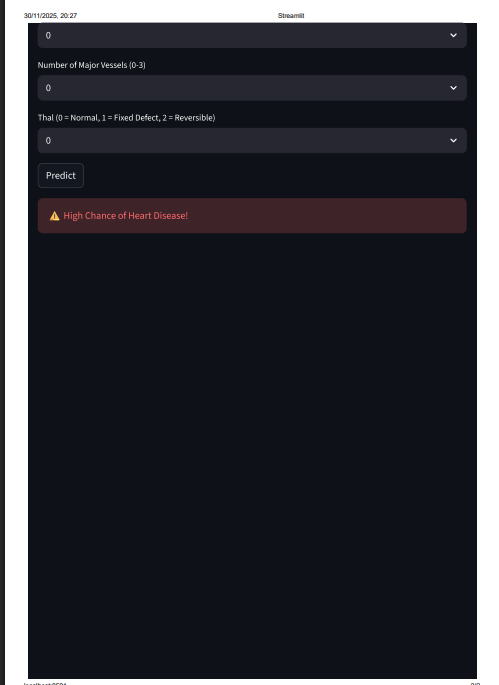 30/11/2025, 20:27 Streamlit
0
Number of Major Vessels (0-3)
0
Thal (0 = Normal, 1 = Fixed Defect, 2 = Reversible)
0
Predict
⚠️ High Chance of Heart Disease!